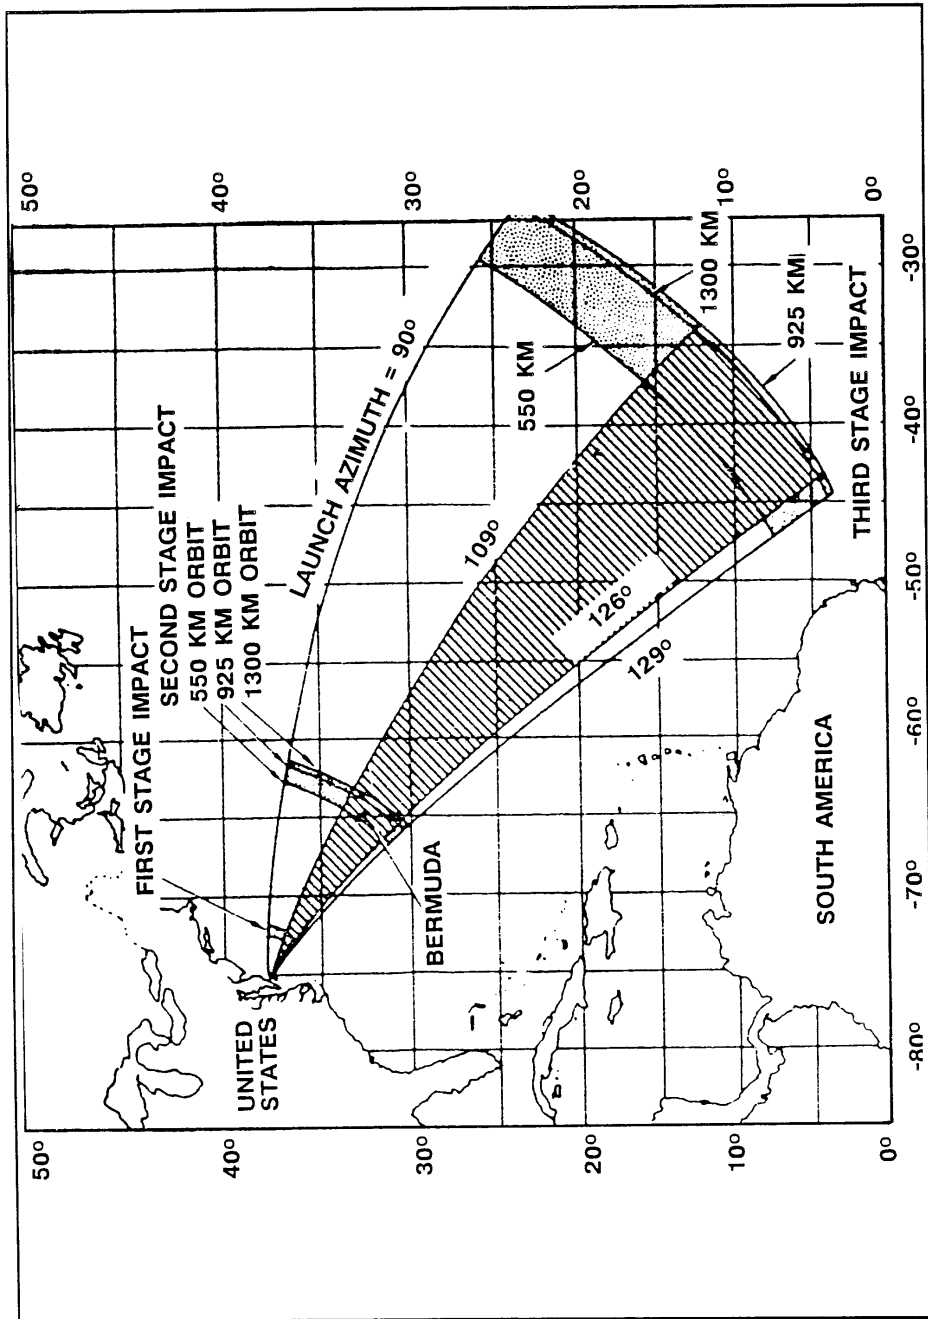 50°
40°
30°
20°
10°
0°
FIRST STAGE IMPACT
SECOND STAGE IMPACT
550 KM ORBIT
925 KM ORBIT
1300 KM ORBIT
LAUNCH AZIMUTH = 90°
109°
126°
129°
550 KM
1300 KM
925 KM
THIRD STAGE IMPACT
UNITED
STATES
BERMUDA
SOUTH AMERICA
50°
40°
30°
20°
10°
0°
-80°
-70°
-60°
-50°
-40°
-30°